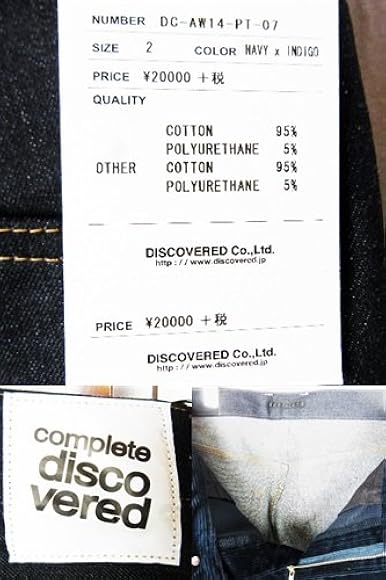 NUMBER DC-AW14-PT-07
SIZE 2 COLOR NAVY x INDIGO
PRICE ¥20000 +税
QUALITY
COTTON 95%
POLYURETHANE 5%
OTHER COTTON 95%
POLYURETHANE 5%
DISCOVERED Co.,Ltd.
http://www.discovered.jp
PRICE ¥20000 +税
DISCOVERED Co.,Ltd.
http://www.discovered.jp
complete
disco
vered